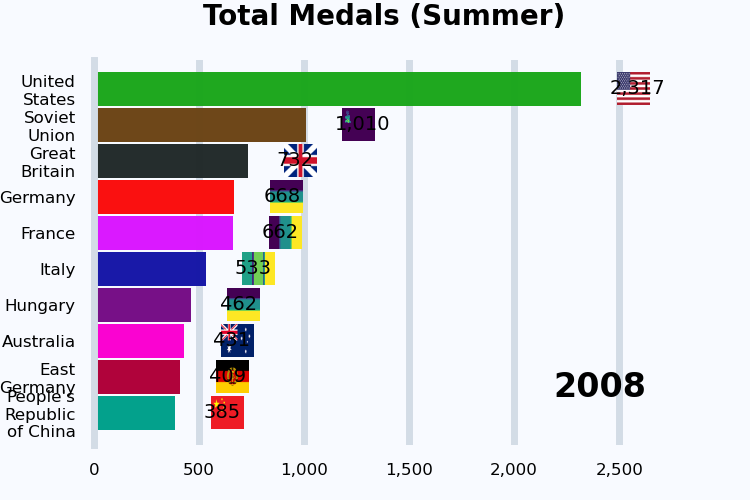 Total Medals (Summer)
United
States
2,317
Soviet
Union
1,010
Great
Britain
732
Germany
668
France
662
Italy
533
Hungary
462
Australia
431
East
Germany
409
People's
Republic
of China
385
2008
0 500 1,000 1,500 2,000 2,500